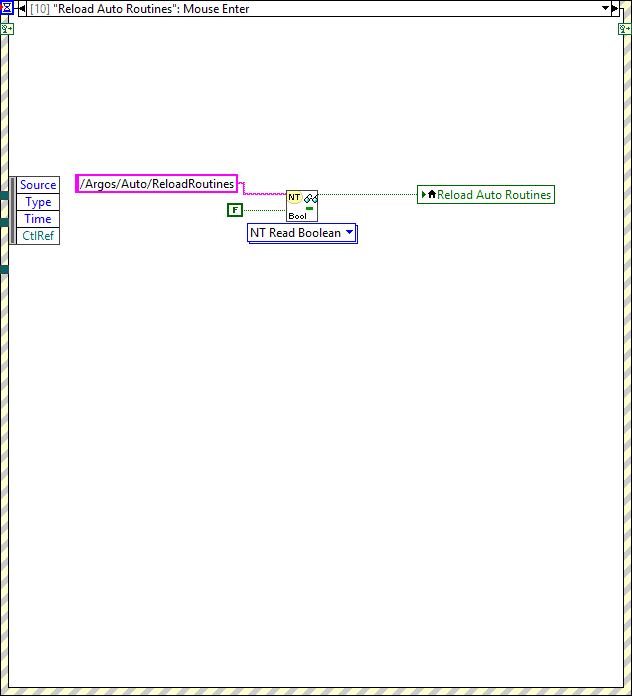 [10] "Reload Auto Routines": Mouse Enter
Source
Type
Time
CtlRef
/Argos/Auto/ReloadRoutines
F
NT
Bool
NT Read Boolean
Reload Auto Routines